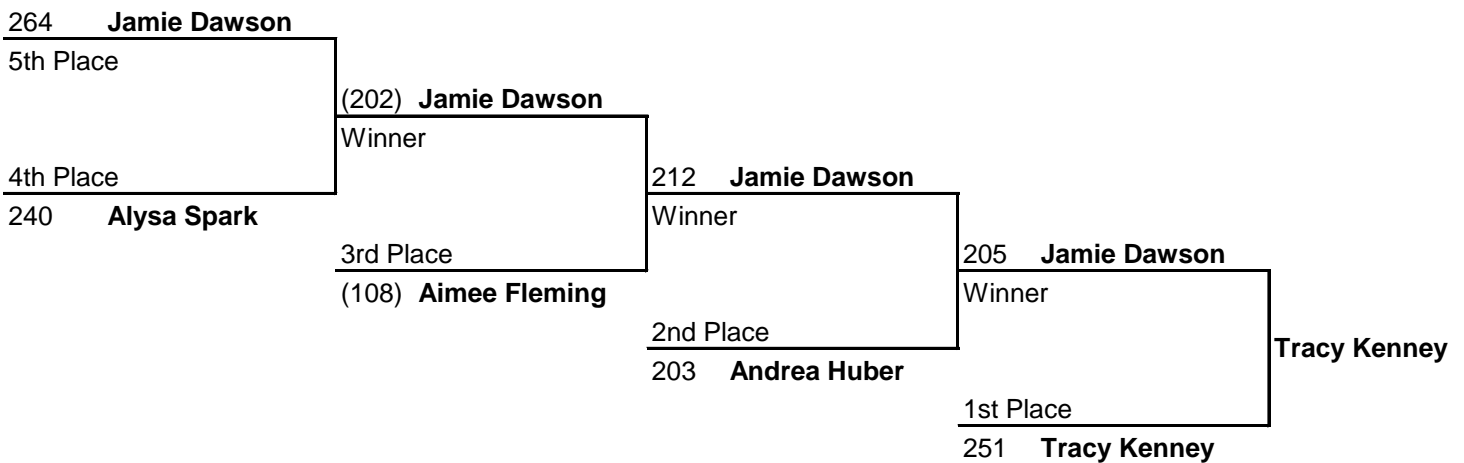 264 Jamie Dawson
5th Place
(202) Jamie Dawson
Winner
4th Place
212 Jamie Dawson
240 Alysa Spark
Winner
3rd Place
205 Jamie Dawson
(108) Aimee Fleming
Winner
2nd Place
Tracy Kenney
203 Andrea Huber
1st Place
251 Tracy Kenney